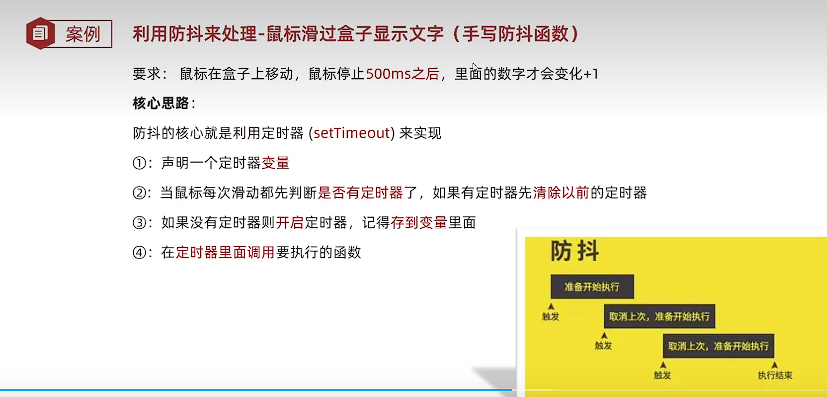 案例
利用防抖来处理-鼠标滑过盒子显示文字（手写防抖函数）
要求： 鼠标在盒子上移动，鼠标停止500ms之后，里面的数字才会变化+1
核心思路：
防抖的核心就是利用定时器 (setTimeout) 来实现
①：声明一个定时器变量
②：当鼠标每次滑动都先判断是否有定时器了，如果有定时器先清除以前的定时器
③：如果没有定时器则开启定时器，记得存到变量里面
④：在定时器里面调用要执行的函数
防抖
准备开始执行
触发
取消上次，准备开始执行
触发
取消上次，准备开始执行
触发
执行结束